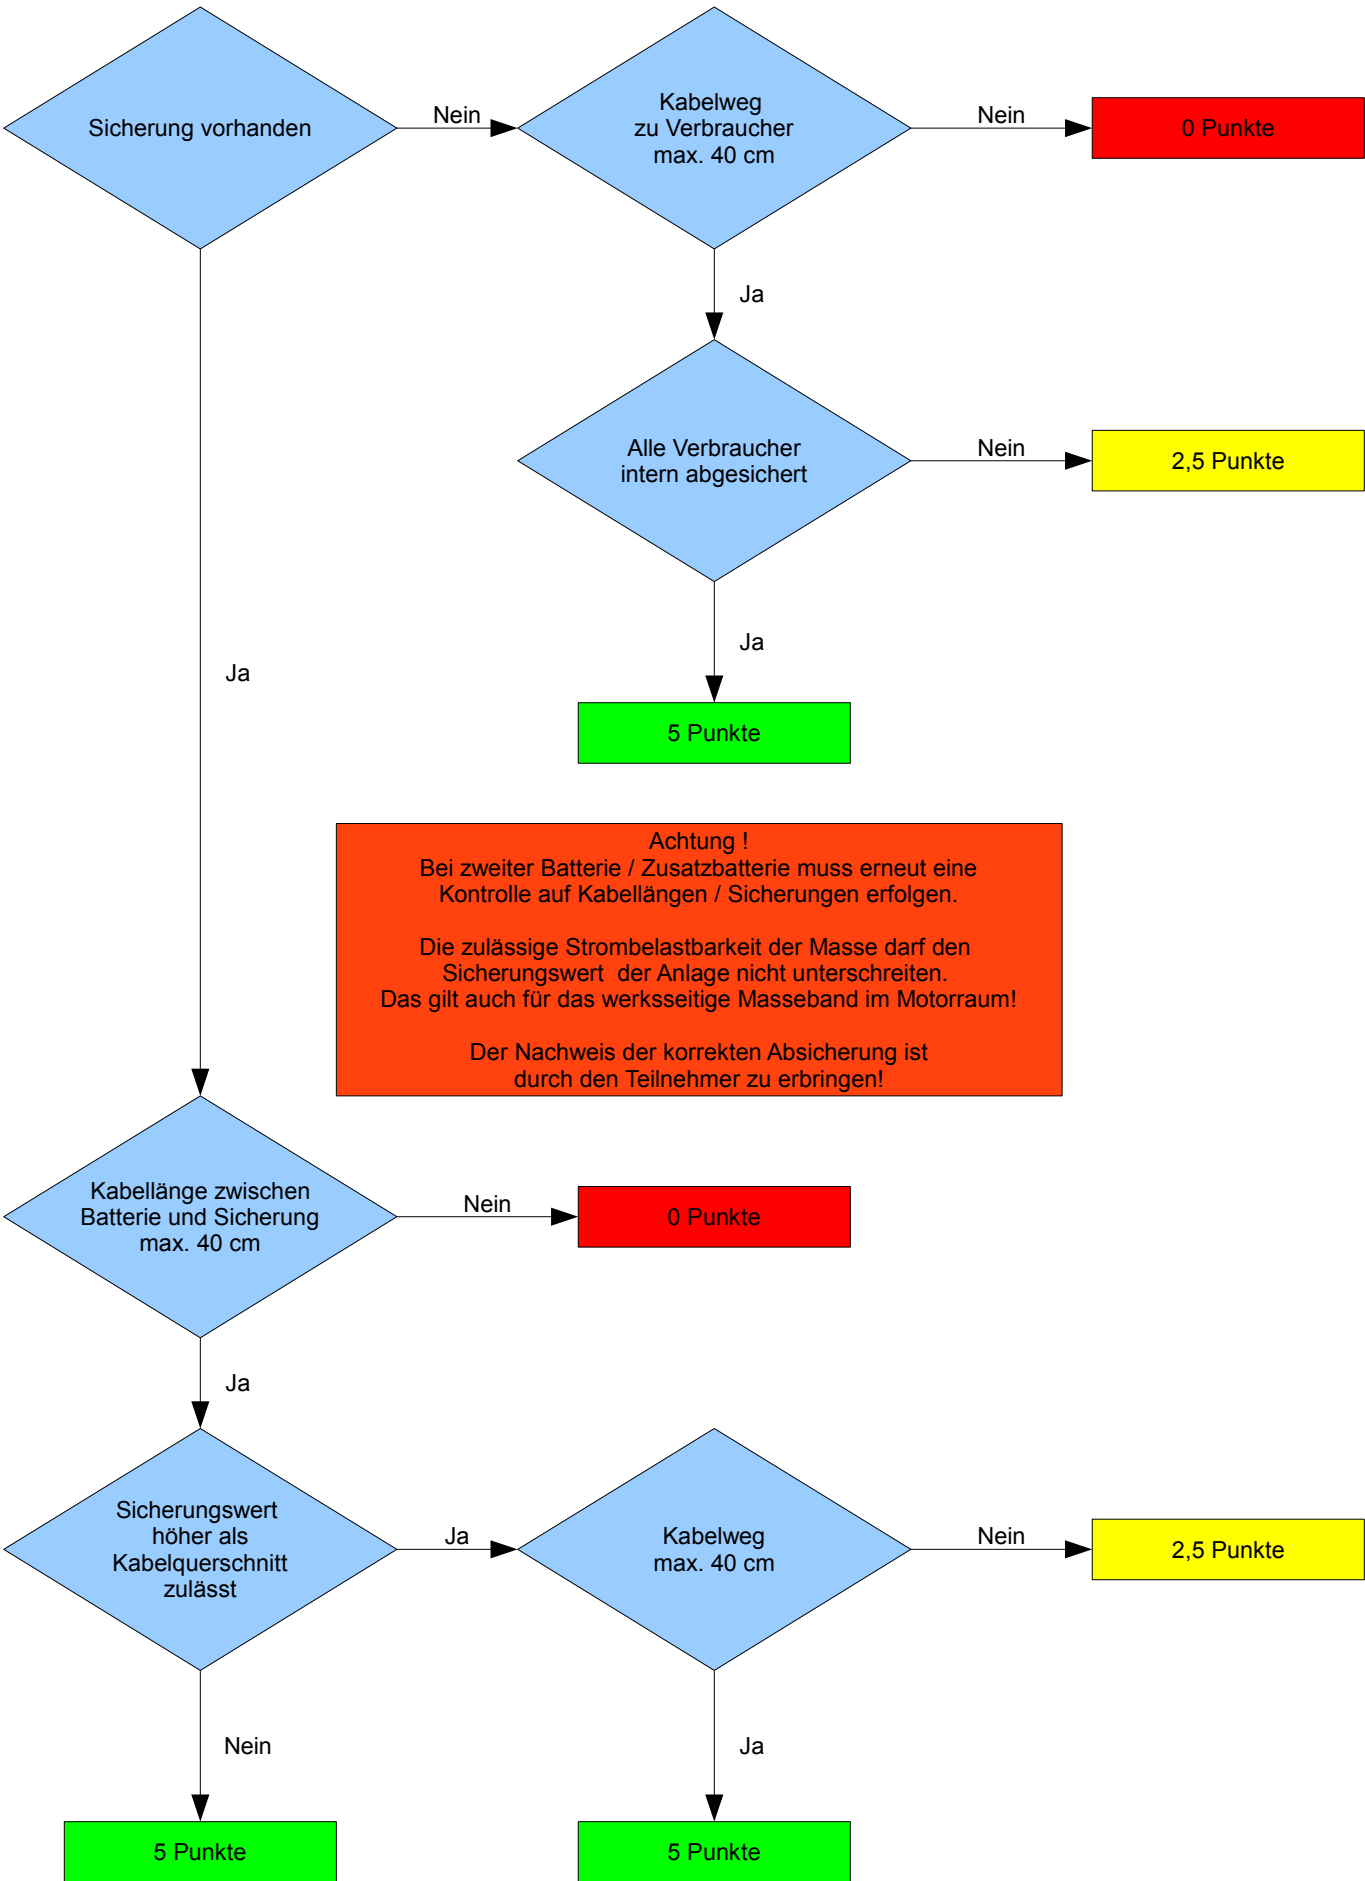 Sicherung vorhanden
Nein
Kabelweg
zu Verbraucher
max. 40 cm
Nein
0 Punkte
Ja
Alle Verbraucher
intern abgesichert
Nein
2,5 Punkte
Ja
Ja
5 Punkte
Achtung !
Bei zweiter Batterie / Zusatzbatterie muss erneut eine
Kontrolle auf Kabellängen / Sicherungen erfolgen.
Die zulässige Strombelastbarkeit der Masse darf den
Sicherungswert der Anlage nicht unterschreiten.
Das gilt auch für das werksseitige Masseband im Motorraum!
Der Nachweis der korrekten Absicherung ist
durch den Teilnehmer zu erbringen!
Kabellänge zwischen
Batterie und Sicherung
max. 40 cm
Nein
0 Punkte
Ja
Sicherungswert
höher als
Kabelquerschnitt
zulässt
Ja
Kabelweg
max. 40 cm
Nein
2,5 Punkte
Nein
Ja
5 Punkte
5 Punkte